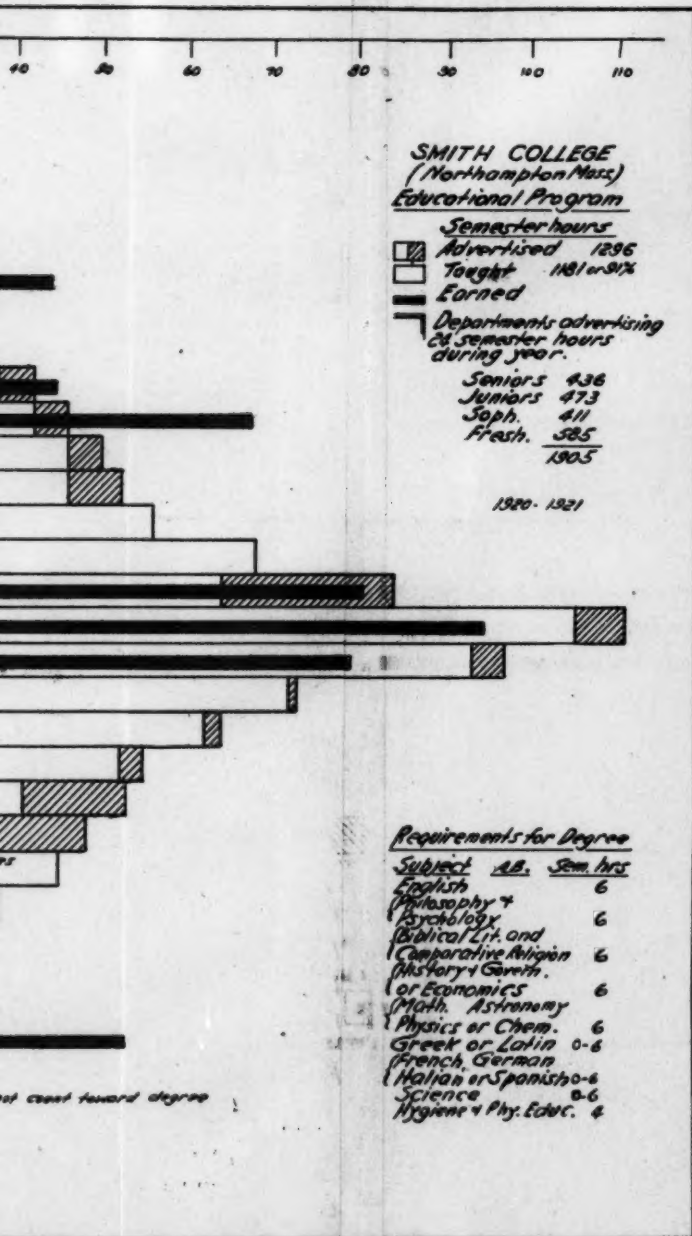 40 50 60 70 80 90 100 110
SMITH COLLEGE
(Northampton Mass)
Educational Program
Semester hours
Advertised 1296
Taught 1181 or 91%
Earned
Departments advertising
24 semester hours
during year.
Seniors 436
Juniors 473
Soph. 411
Fresh. 585
1905
1920-1921
Requirements for Degree
Subject A.B. Sem. hrs
English 6
Philosophy &
Psychology 6
Biblical Lit. and
Comparative Religion 6
History & Govern.
or Economics 6
Math. Astronomy
Physics or Chem. 6
Greek or Latin 0-6
French, German
Italian or Spanish 0-6
Science 0-6
Hygiene & Phy. Educ. 4
count toward degree